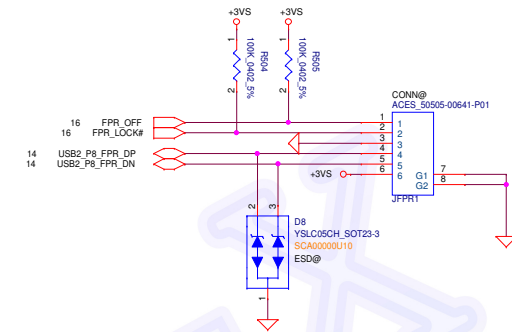 +3VS +3VS
1 1
R504 R505
100K_0402_5% 100K_0402_5%
2 2
CONN@
ACES_50505-00641-P01
16 FPR_OFF 1 1
16 FPR_LOCK# 2 2
3 3
14 USB2_P8_FPR_DP 4 4
14 USB2_P8_FPR_DN 5 5
+3VS 6 6
G1 7
G2 8
JFPR1
2 3
D8
YSLC05CH_SOT23-3
SCA00000U10
ESD@
1